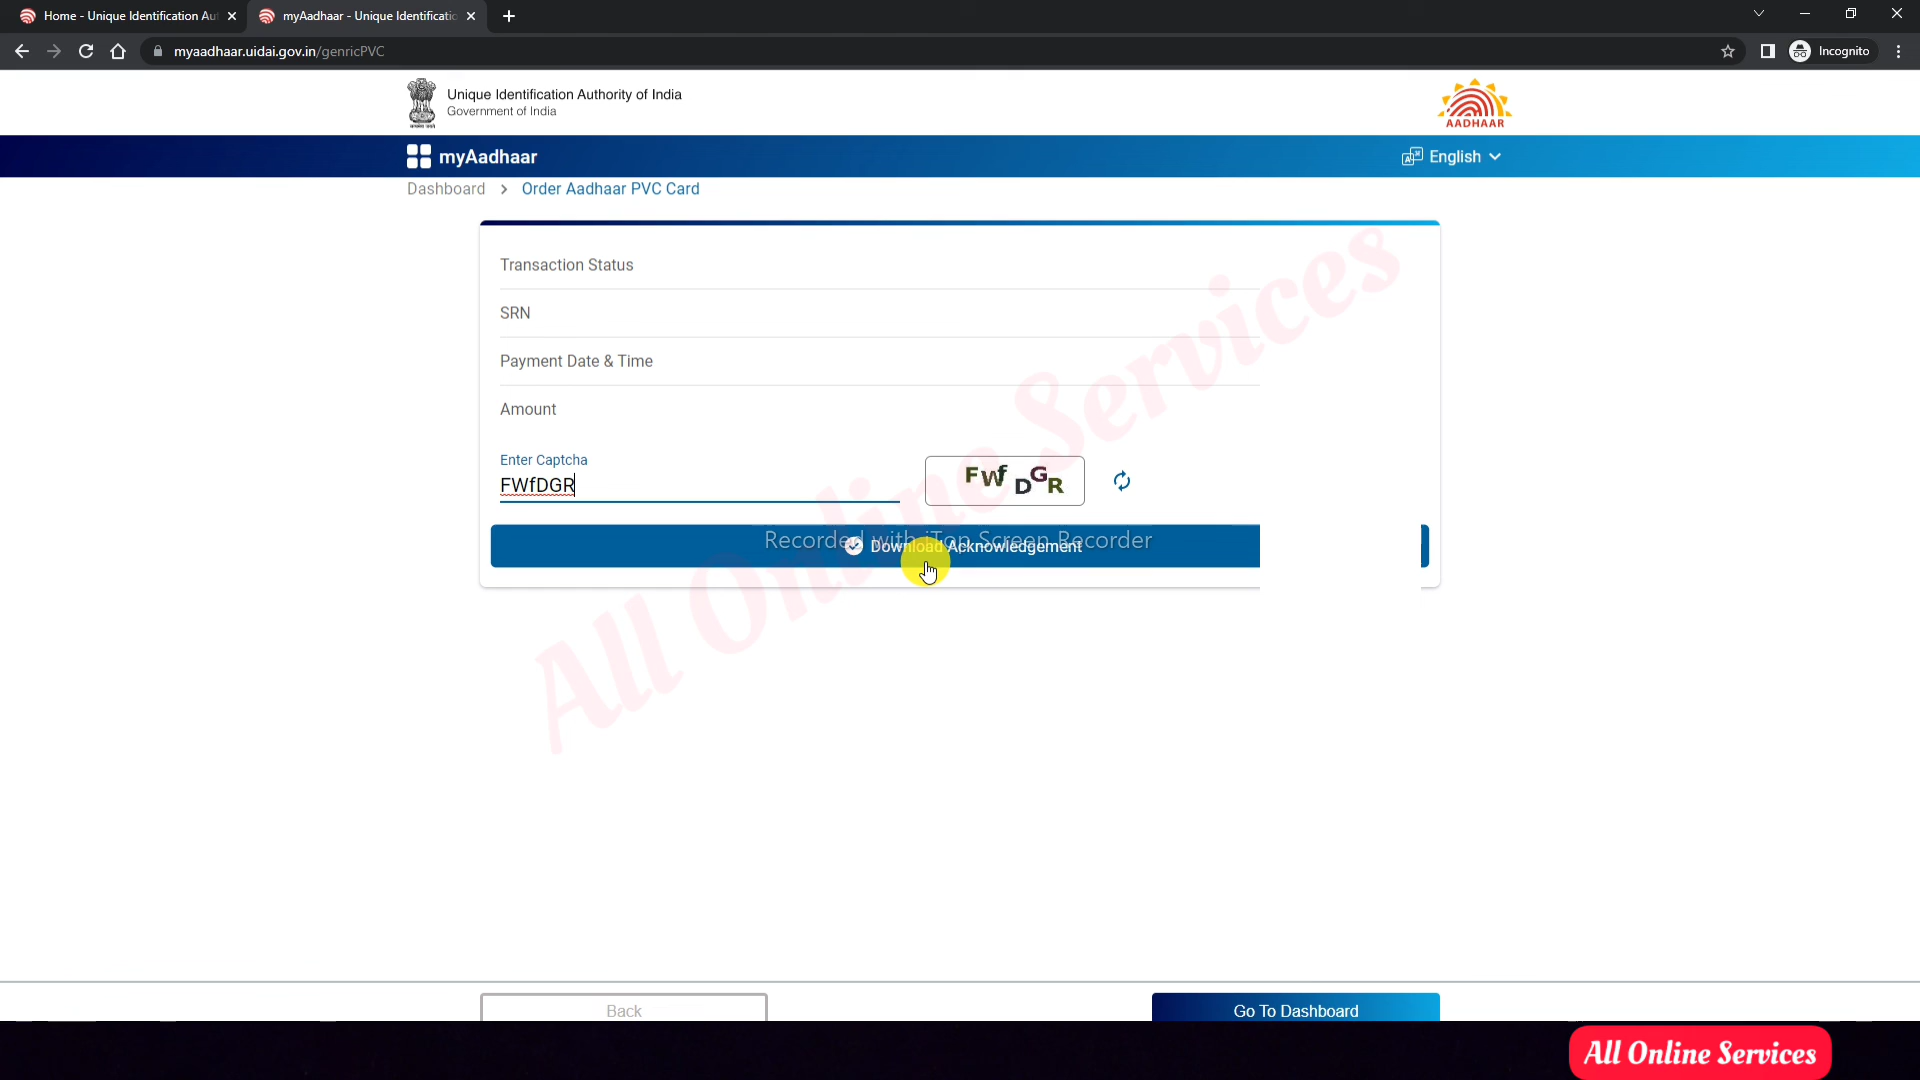 Home - Unique Identification Au
myAadhaar - Unique Identificatic
myaadhaar.uidai.gov.in/genricPVC
Incognito
Unique Identification Authority of India
Government of India
AADHAAR
myAadhaar
English
Dashboard > Order Aadhaar PVC Card
Transaction Status
SRN
Payment Date & Time
Amount
Enter Captcha
FWfDGR
FWf DGR
Download Acknowledgement
Recorded with iTop Screen Recorder
All Online Services
Back
Go To Dashboard
All Online Services